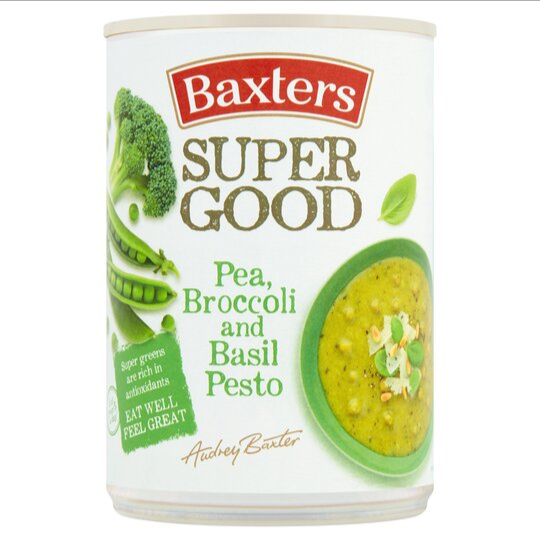 Baxters
SUPER
GOOD
Pea,
Broccoli
and
Basil
Pesto
Super greens
are rich in
antioxidants
EAT WELL
FEEL GREAT
Audrey Baxter